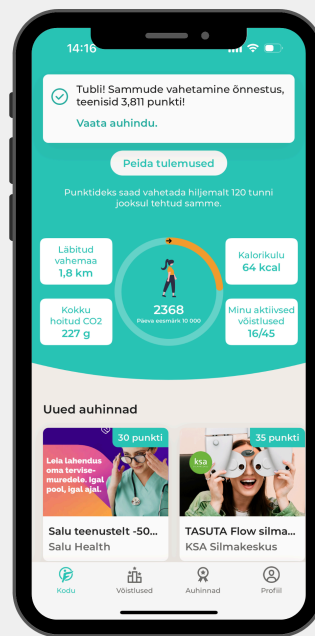 14:16
Tubli! Sammude vahetamine õnnestus,
teenisid 3,811 punkti!
Vaata auhindu.
Peida tulemused
Punktideks saad vahetada hiljemalt 120 tunni
jooksul tehtud samme.
Läbitud
vahemaa
1,8 km
Kalorikulu
64 kcal
2368
Päeva eesmärk 10 000
Kokku
hoitud CO2
227 g
Minu aktiivsed
võistlused
16/45
Uued auhinnad
30 punkti
Leia lahendus
oma tervise-
muredele. Igal
pool, igal ajal.
Salu teenustelt -50...
Salu Health
35 punkti
ksa
TASUTA Flow silma...
KSA Silmakeskus
Kodu
Võistlused
Auhinnad
Profiil